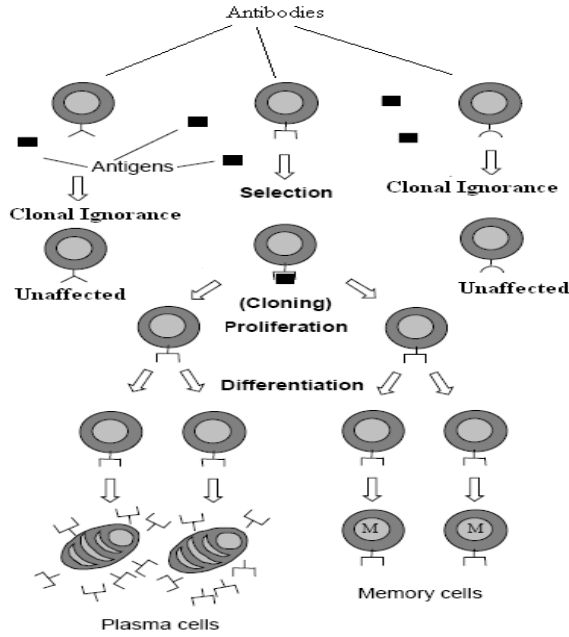 Antibodies
Antigens
Clonal Ignorance
Selection
Clonal Ignorance
Unaffected
Unaffected
(Cloning)
Proliferation
Differentiation
M
M
Plasma cells
Memory cells